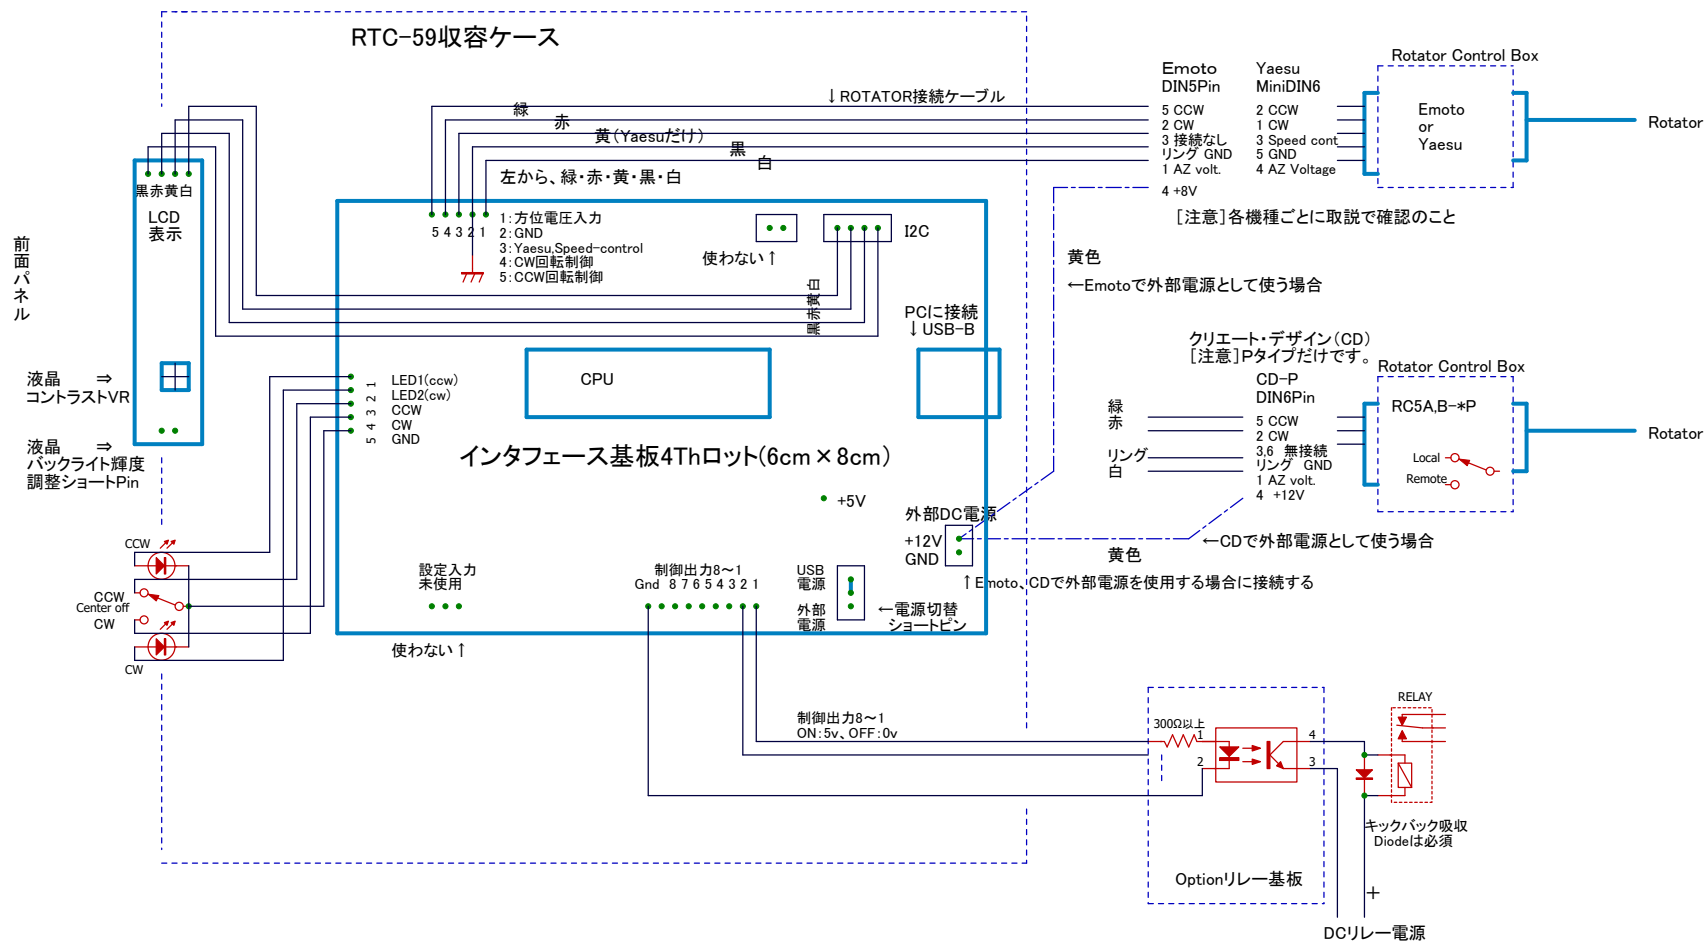 RTC-59収容ケース
Rotator Control Box
Emoto
DIN5Pin
Yaesu
MiniDIN6
↓ROTATOR接続ケーブル
緑
赤
黄(Yaesuだけ)
黒
白
5 CCW
2 CW
3 接続なし
リング GND
1 AZ volt.
4 +8V
2 CCW
1 CW
3 Speed cont
5 GND
4 AZ Voltage
Emoto
or
Yaesu
Rotator
[注意]各機種ごとに取説で確認のこと
左から、緑・赤・黄・黒・白
黒赤黄白
LCD
表示
前面パネル
5 4 3 2 1
1:方位電圧入力
2:GND
3:Yaesu,Speed-control
4:CW回転制御
5:CCW回転制御
使わない↑
I2C
黒赤黄白
PCに接続
↓USB-B
黄色
←Emotoで外部電源として使う場合
クリエート・デザイン(CD)
[注意]Pタイプだけです。
Rotator Control Box
CD-P
DIN6Pin
RC5A,B-*P
緑
赤
リング
白
5 CCW
2 CW
3,6 無接続
リング GND
1 AZ volt.
4 +12V
Local
Remote
Rotator
液晶 ⇒
コントラストVR
液晶 ⇒
バックライト輝度
調整ショートPin
1
2
3
4
5
LED1(ccw)
LED2(cw)
CCW
CW
GND
CPU
インタフェース基板4Thロット(6cm×8cm)
+5V
外部DC電源
+12V
GND
黄色
←CDで外部電源として使う場合
↑Emoto、CDで外部電源を使用する場合に接続する
CCW
CCW
Center off
CW
CW
設定入力
未使用
使わない↑
制御出力8~1
Gnd 8 7 6 5 4 3 2 1
USB
電源
外部
電源
←電源切替
ショートピン
制御出力8~1
ON:5v、OFF:0v
300Ω以上
1
2
4
3
RELAY
キックバック吸収
Diodeは必須
Optionリレー基板
+
DCリレー電源